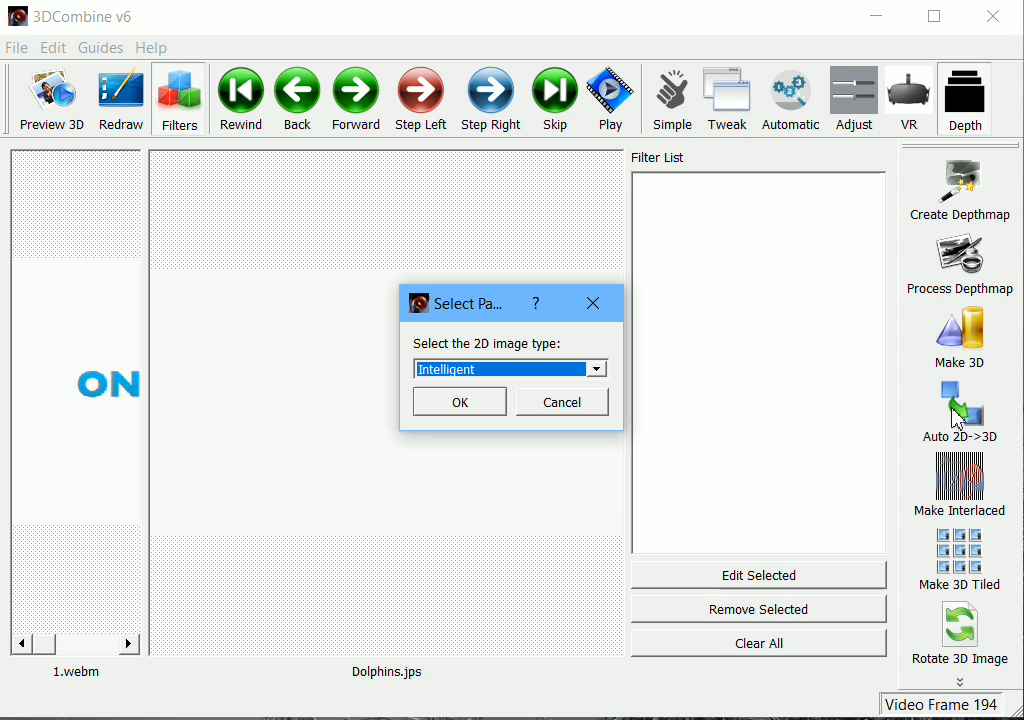 3DCombine v6
File Edit Guides Help
Preview 3D Redraw Filters Rewind Back Forward Step Left Step Right Skip Play Simple Tweak Automatic Adjust VR Depth
Filter List
Create Depthmap
Process Depthmap
Select Pa... ?
Select the 2D image type:
Make 3D
Intelligent
ON
OK Cancel
Auto 2D->3D
Make Interlaced
Edit Selected
Make 3D Tiled
Remove Selected
Clear All
Rotate 3D Image
1.webm
Dolphins.jps
Video Frame 194